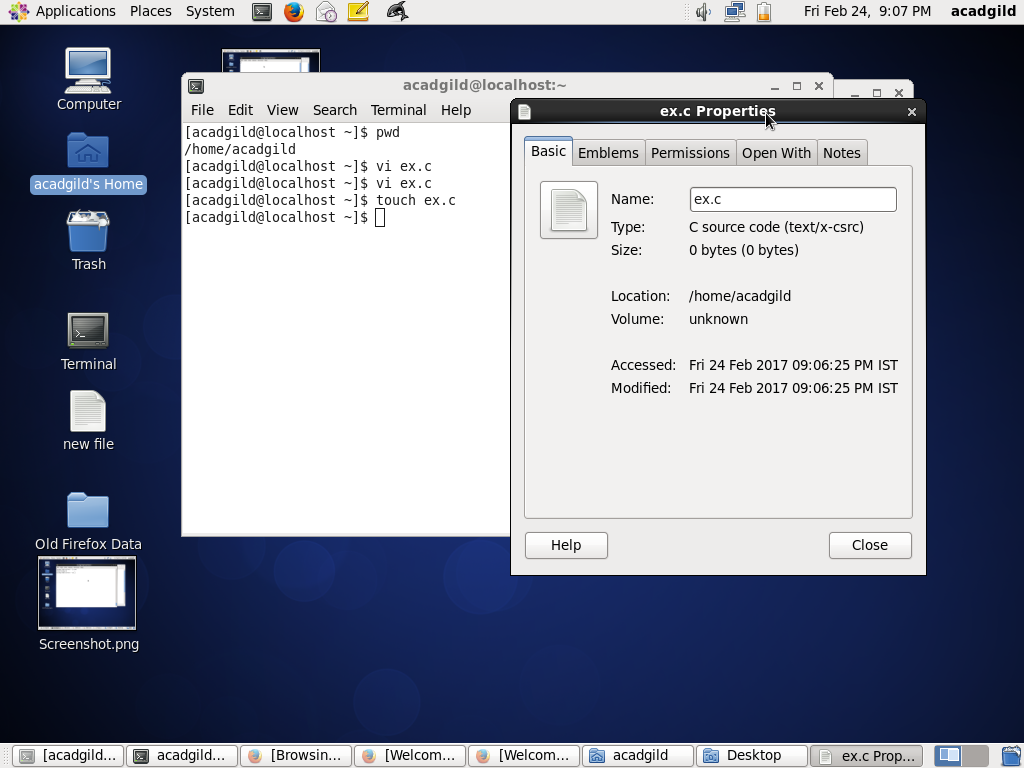 Applications Places System
Fri Feb 24, 9:07 PM acadgild
Computer
acadgild's Home
Trash
Terminal
new file
Old Firefox Data
Screenshot.png
acadgild@localhost:~
File Edit View Search Terminal Help
[acadgild@localhost ~]$ pwd
/home/acadgild
[acadgild@localhost ~]$ vi ex.c
[acadgild@localhost ~]$ vi ex.c
[acadgild@localhost ~]$ touch ex.c
[acadgild@localhost ~]$
ex.c Properties
Basic Emblems Permissions Open With Notes
Name: ex.c
Type: C source code (text/x-csrc)
Size: 0 bytes (0 bytes)
Location: /home/acadgild
Volume: unknown
Accessed: Fri 24 Feb 2017 09:06:25 PM IST
Modified: Fri 24 Feb 2017 09:06:25 PM IST
Help Close
[acadgild... acadgild... [Browsin... [Welcom... [Welcom... acadgild Desktop ex.c Prop...